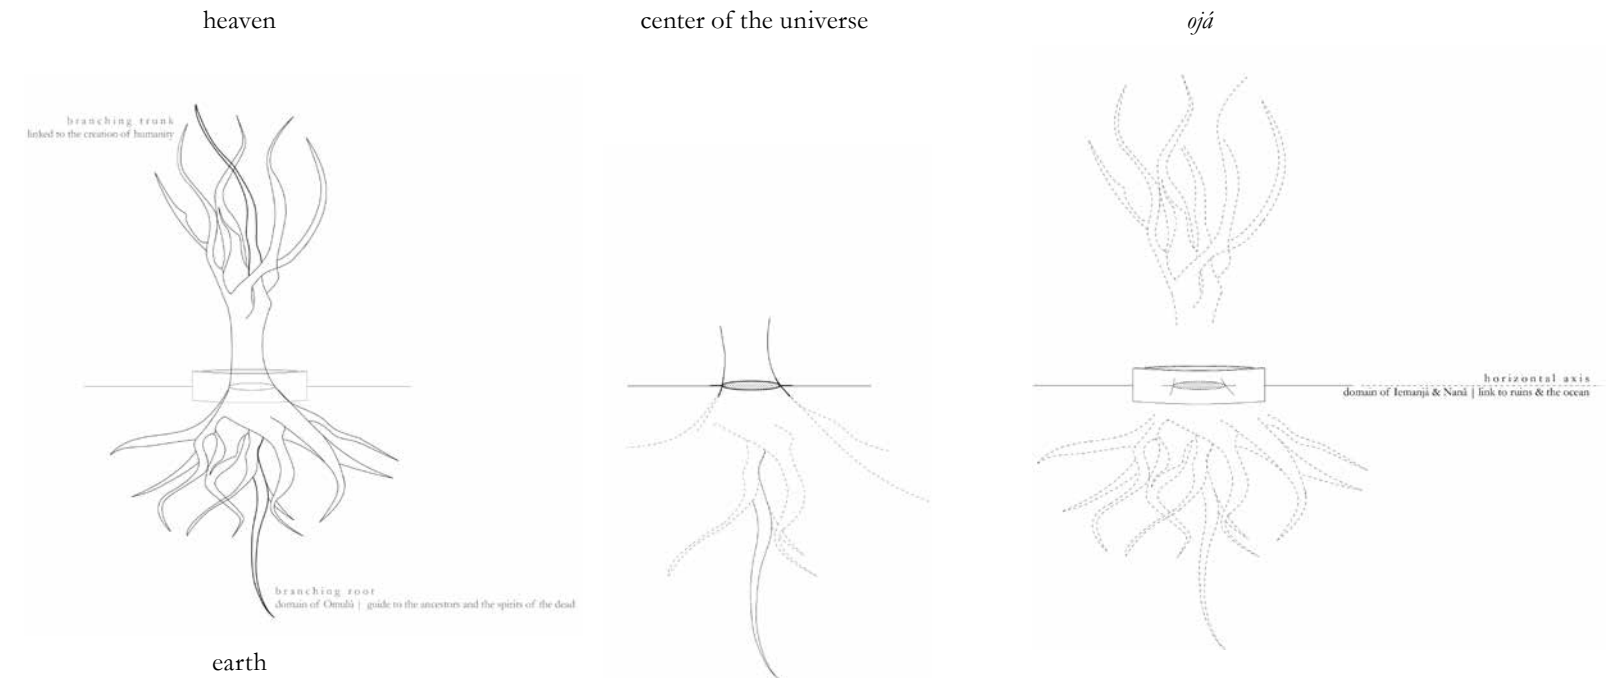 heaven
center of the universe
ojá
branching trunk
linked to the creation of humanity
horizontal axis
domain of Iemanjá & Nanã | link to ruins & the ocean
branching root
domain of Omulú | guide to the ancestors and the spirits of the dead
earth